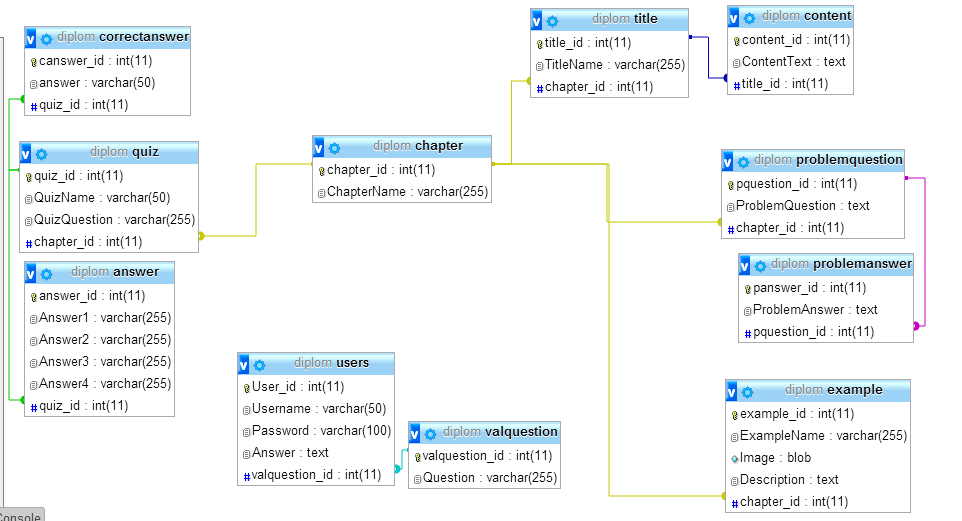 diplom correctanswer
canswer_id : int(11)
answer : varchar(50)
quiz_id : int(11)
diplom quiz
quiz_id : int(11)
QuizName : varchar(50)
QuizQuestion : varchar(255)
chapter_id : int(11)
diplom answer
answer_id : int(11)
Answer1 : varchar(255)
Answer2 : varchar(255)
Answer3 : varchar(255)
Answer4 : varchar(255)
quiz_id : int(11)
diplom chapter
chapter_id : int(11)
ChapterName : varchar(255)
diplom users
User_id : int(11)
Username : varchar(50)
Password : varchar(100)
Answer : text
valquestion_id : int(11)
diplom valquestion
valquestion_id : int(11)
Question : varchar(255)
diplom title
title_id : int(11)
TitleName : varchar(255)
chapter_id : int(11)
diplom content
content_id : int(11)
ContentText : text
title_id : int(11)
diplom problemquestion
pquestion_id : int(11)
ProblemQuestion : text
chapter_id : int(11)
diplom problemanswer
panswer_id : int(11)
ProblemAnswer : text
pquestion_id : int(11)
diplom example
example_id : int(11)
ExampleName : varchar(255)
Image : blob
Description : text
chapter_id : int(11)
Console